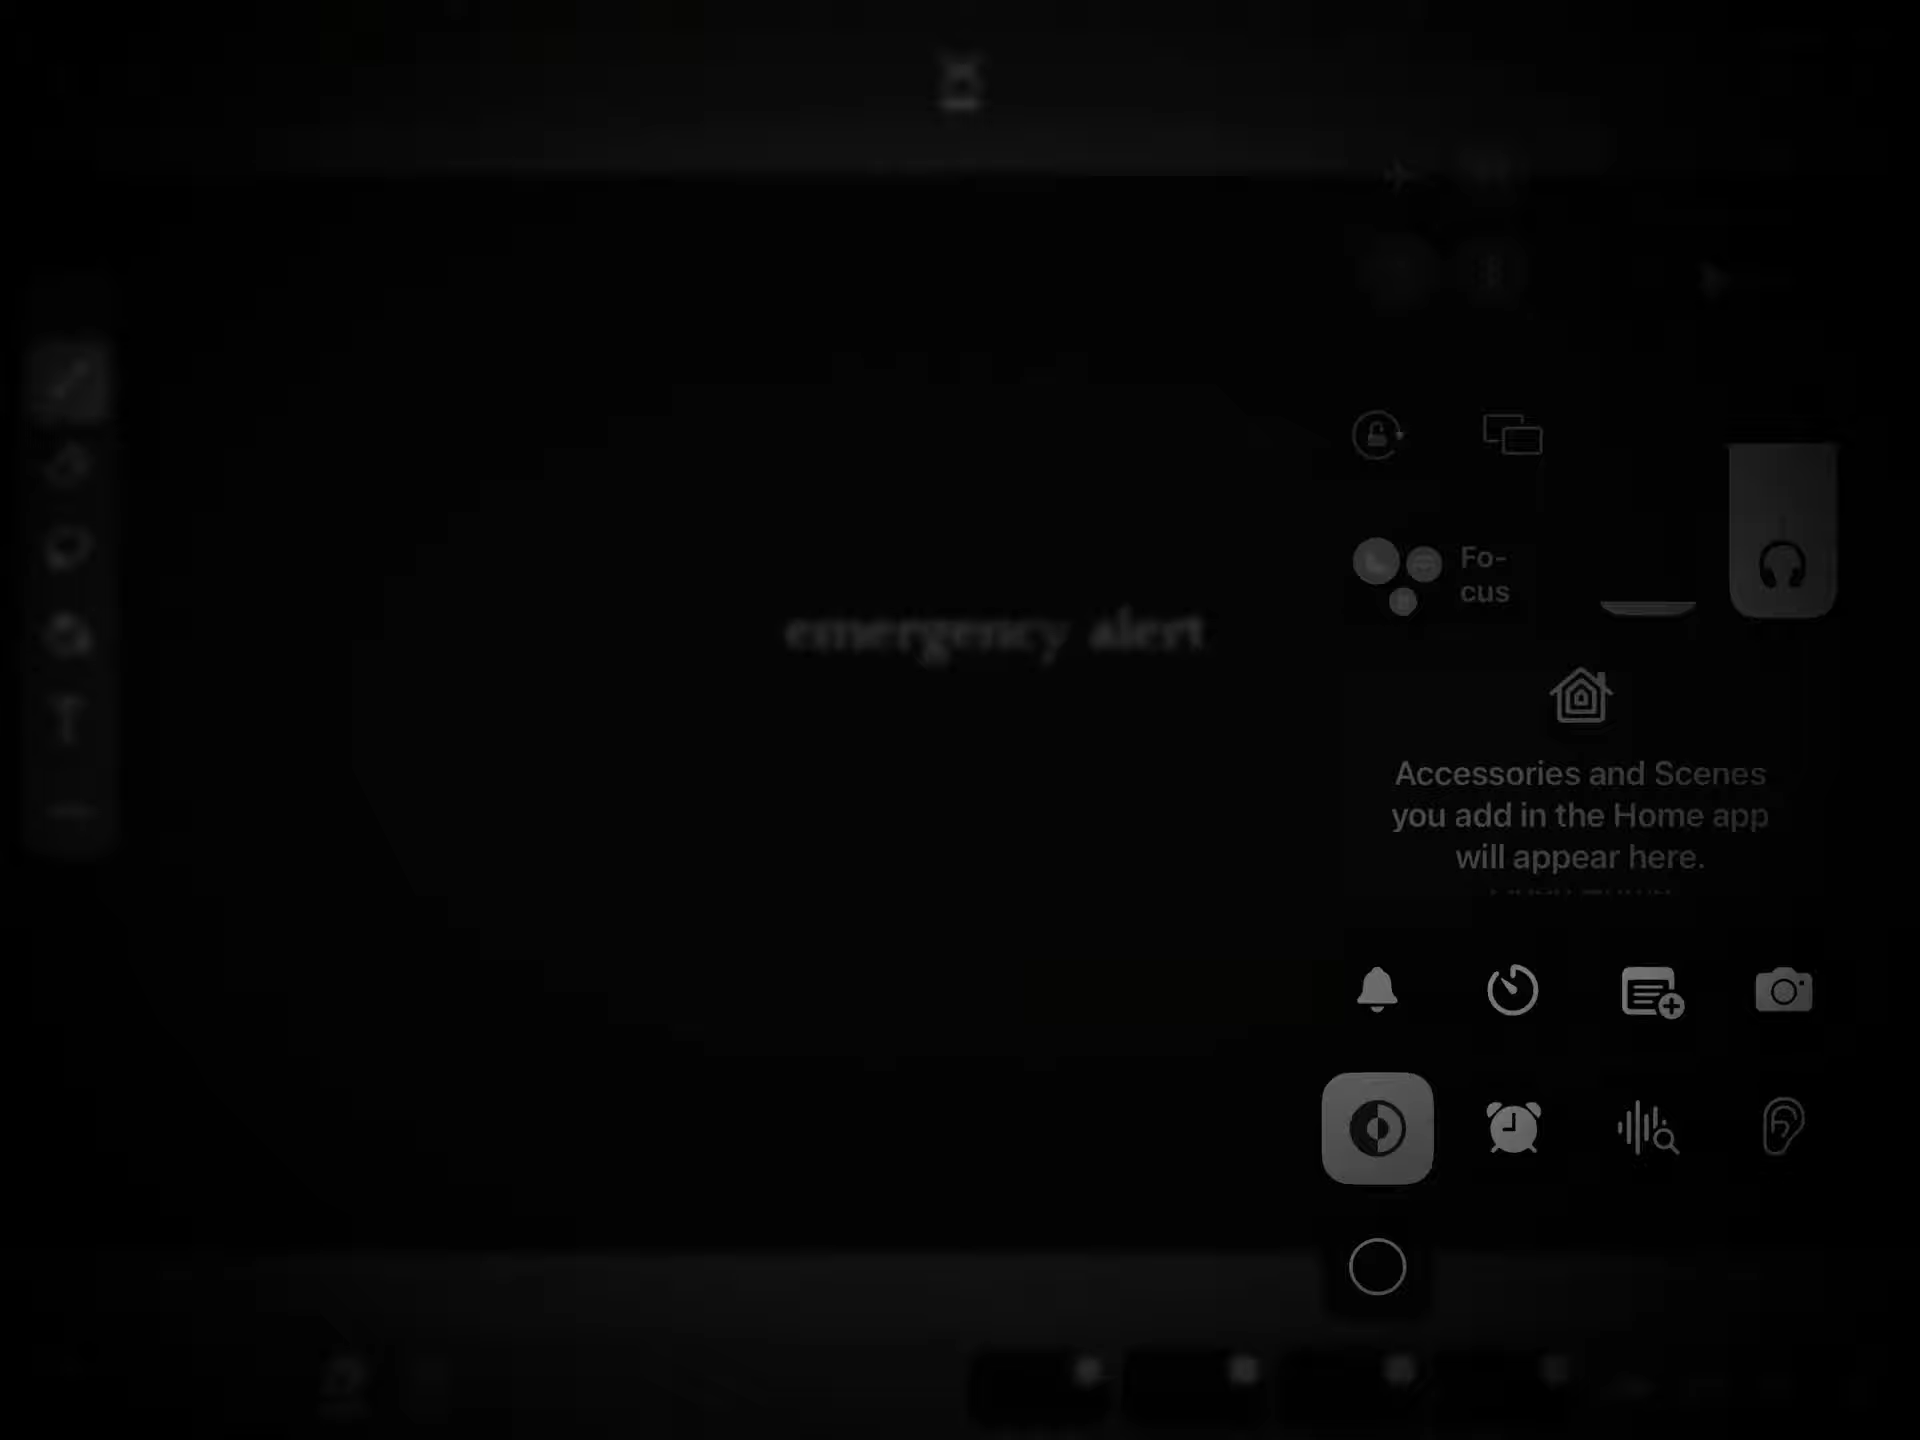 emergency alert
Fo-
cus
Accessories and Scenes
you add in the Home app
will appear here.